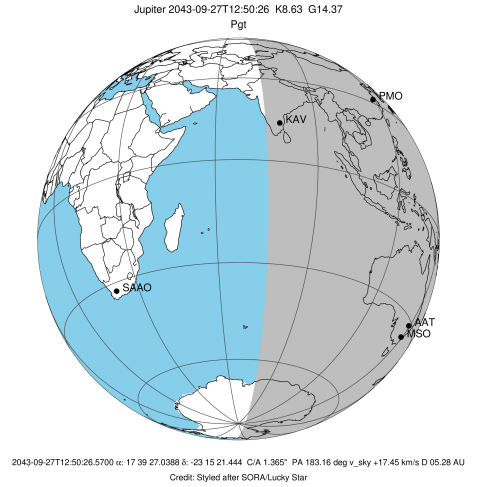 Jupiter 2043-09-27T12:50:26 K8.63 G14.37
Pgt
PMO
KAV
SAAO
AAT
MSO
2043-09-27T12:50:26.5700 α: 17 39 27.0388 δ: -23 15 21.444 C/A 1.365" PA 183.16 deg v_sky +17.45 km/s D 05.28 AU
Credit: Styled after SORA/Lucky Star